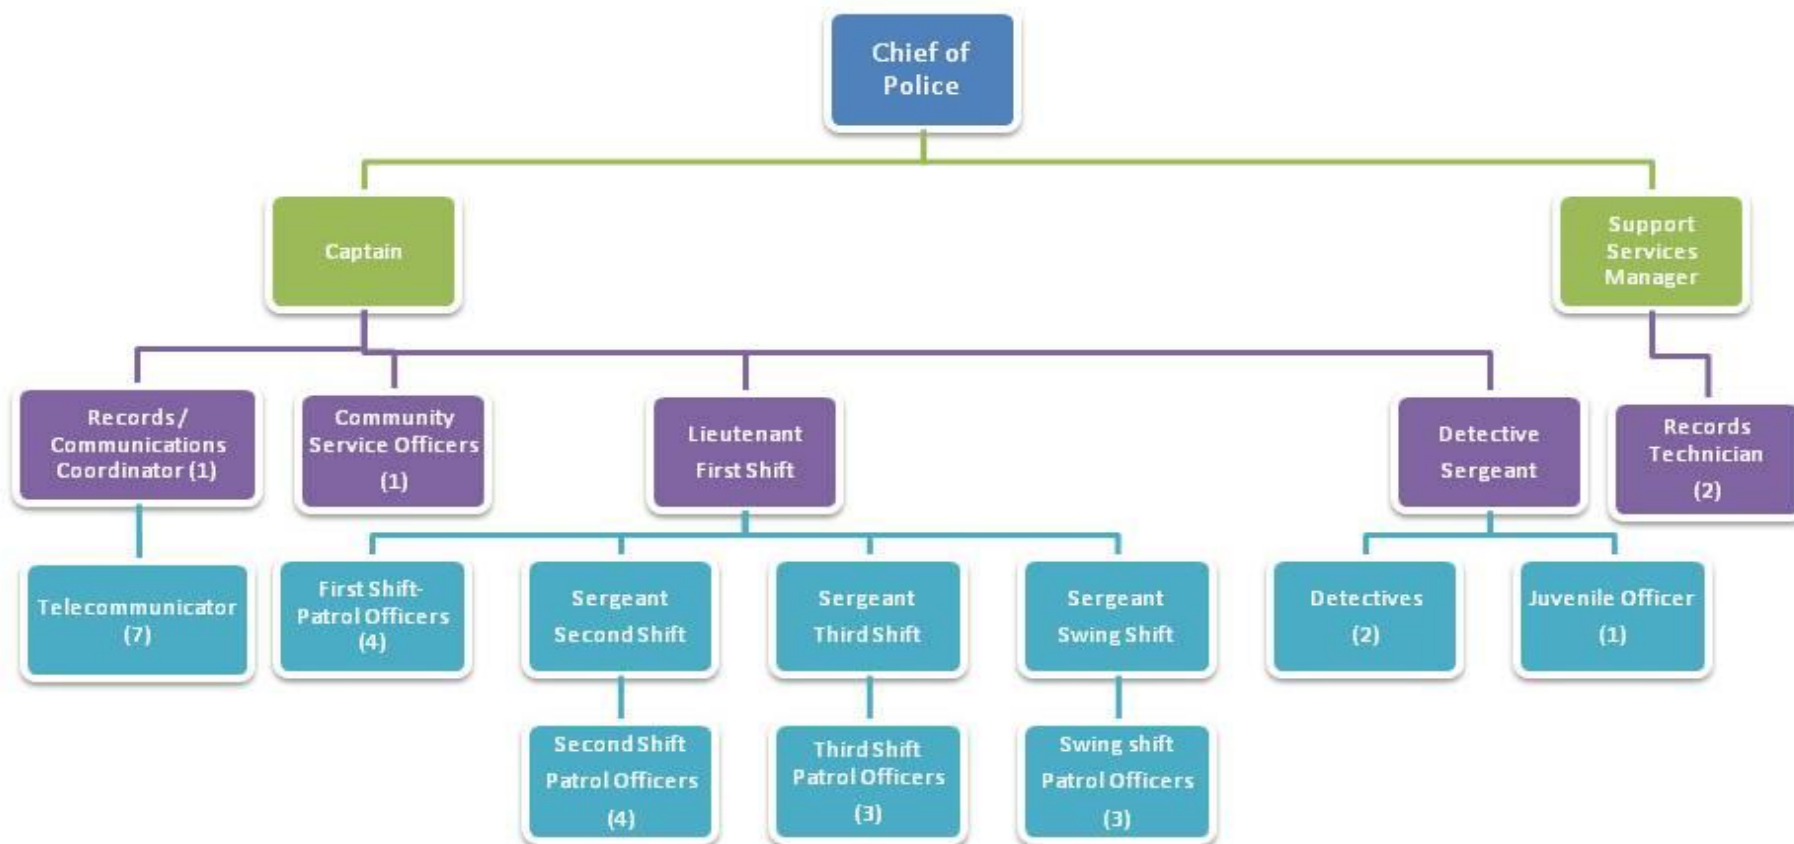 Chief of
Police
Captain
Support
Services
Manager
Records /
Communications
Coordinator (1)
Community
Service Officers
(1)
Lieutenant
First Shift
Detective
Sergeant
Records
Technician
(2)
Telecommunicator
(7)
First Shift-
Patrol Officers
(4)
Sergeant
Second Shift
Sergeant
Third Shift
Sergeant
Swing Shift
Detectives
(2)
Juvenile Officer
(1)
Second Shift
Patrol Officers
(4)
Third Shift
Patrol Officers
(3)
Swing shift
Patrol Officers
(3)